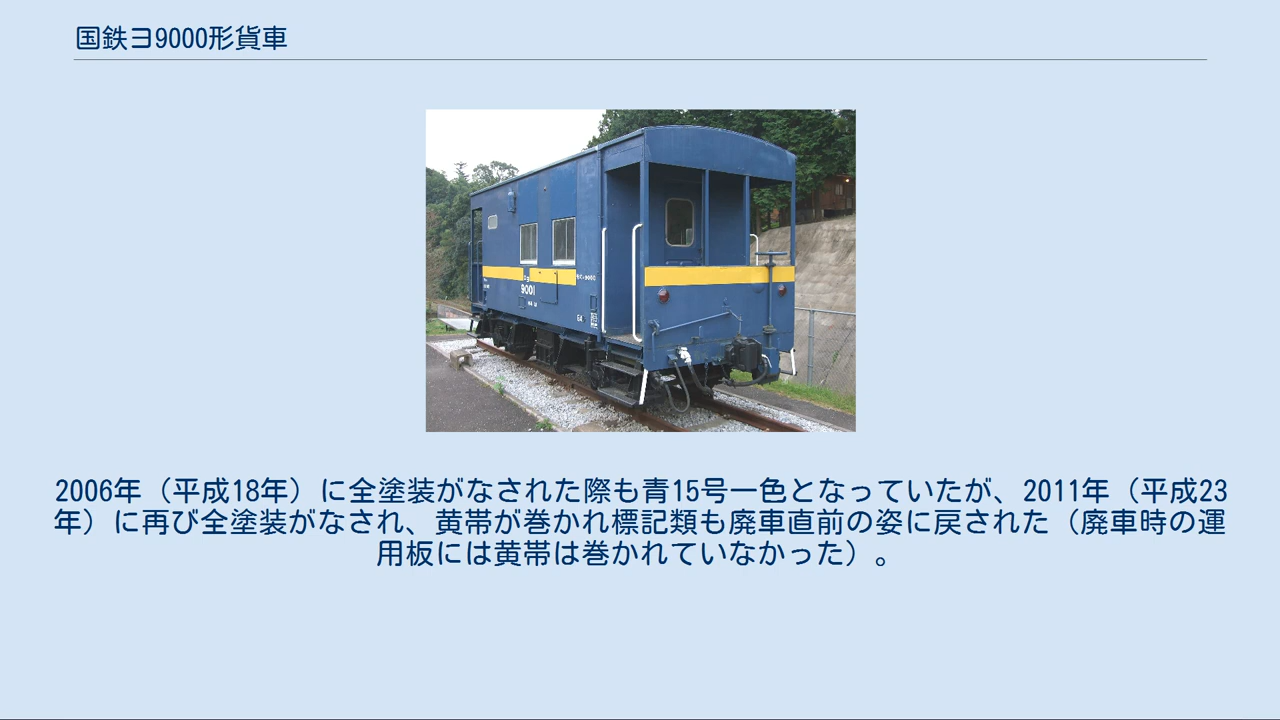 国鉄ヨ9000形貨車
9001
2006年（平成18年）に全塗装がなされた際も青15号一色となっていたが、2011年（平成23
年）に再び全塗装がなされ、黄帯が巻かれ標記類も廃車直前の姿に戻された（廃車時の運
用板には黄帯は巻かれていなかった）。